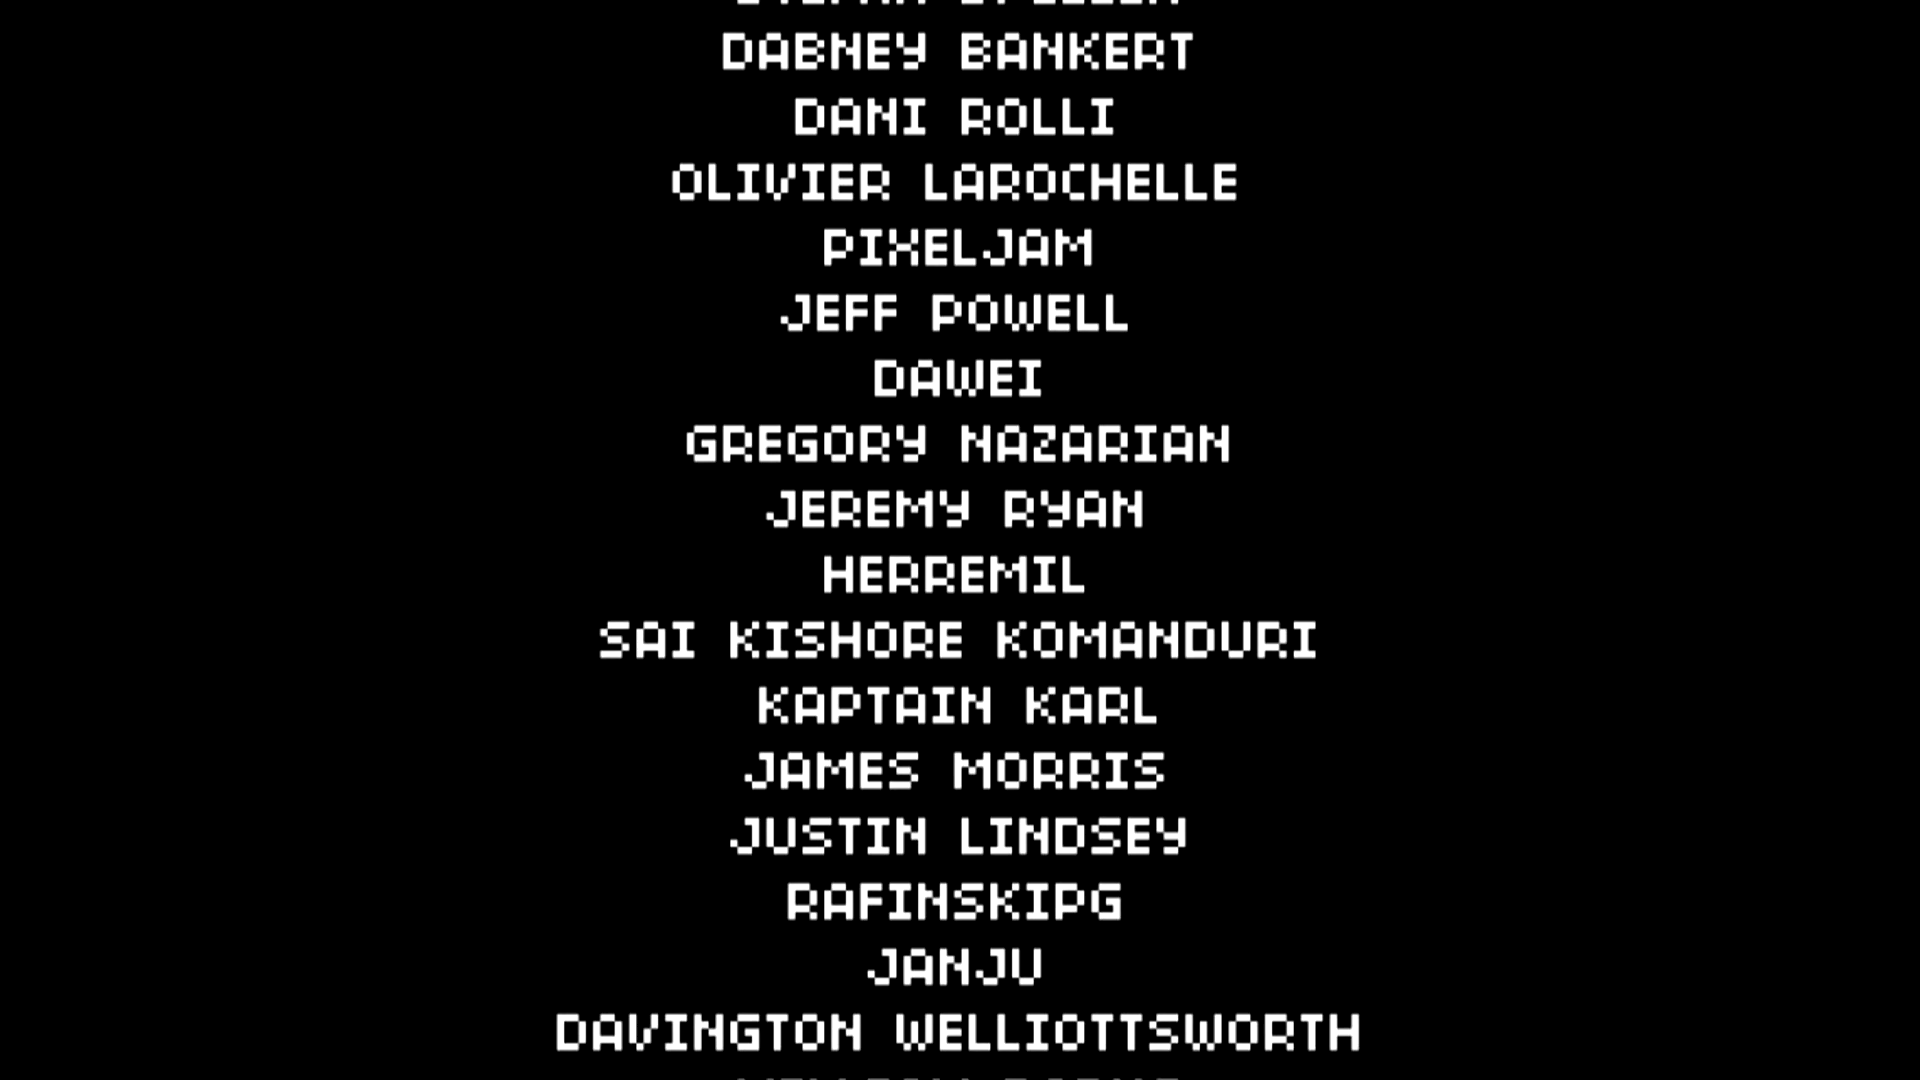 DABNEY BANKERT
DANI ROLLI
OLIVIER LAROCHELLE
PIXELJAM
JEFF POWELL
DAWEI
GREGORY NAZARIAN
JEREMY RYAN
HERREMIL
SAI KISHORE KOMANDURI
KAPTAIN KARL
JAMES MORRIS
JUSTIN LINDSEY
RAFINSKIPG
JANJU
DAVINGTON WELLIOTTSWORTH